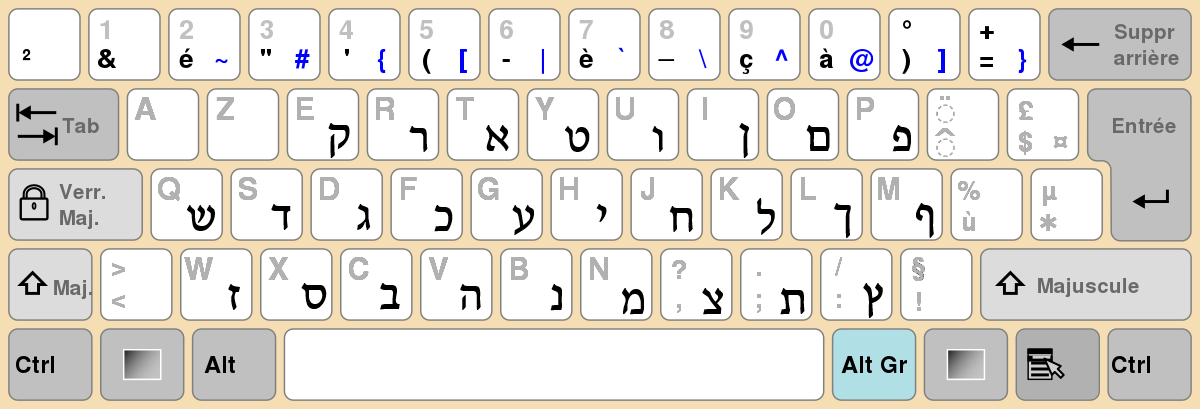 ² 1 & 2 é ~ 3 " # 4 ' { 5 ( [ 6 - | 7 è ` 8 – \ 9 ç ^ 0 à @ ° ) ] + = } Suppr arrière
Tab A Z E ק R ר T א Y ט U ו I ן O ם P פ ¨ ^ £ $ ¤ Entrée
Verr. Maj. Q ש S ד D ג F כ G ע H י J ח K ל L ך M ף % ù µ *
Maj. > < W ז X ס C ב V ה B נ N מ ? , צ . ; ת / : ץ § ! Majuscule
Ctrl Alt Alt Gr Ctrl